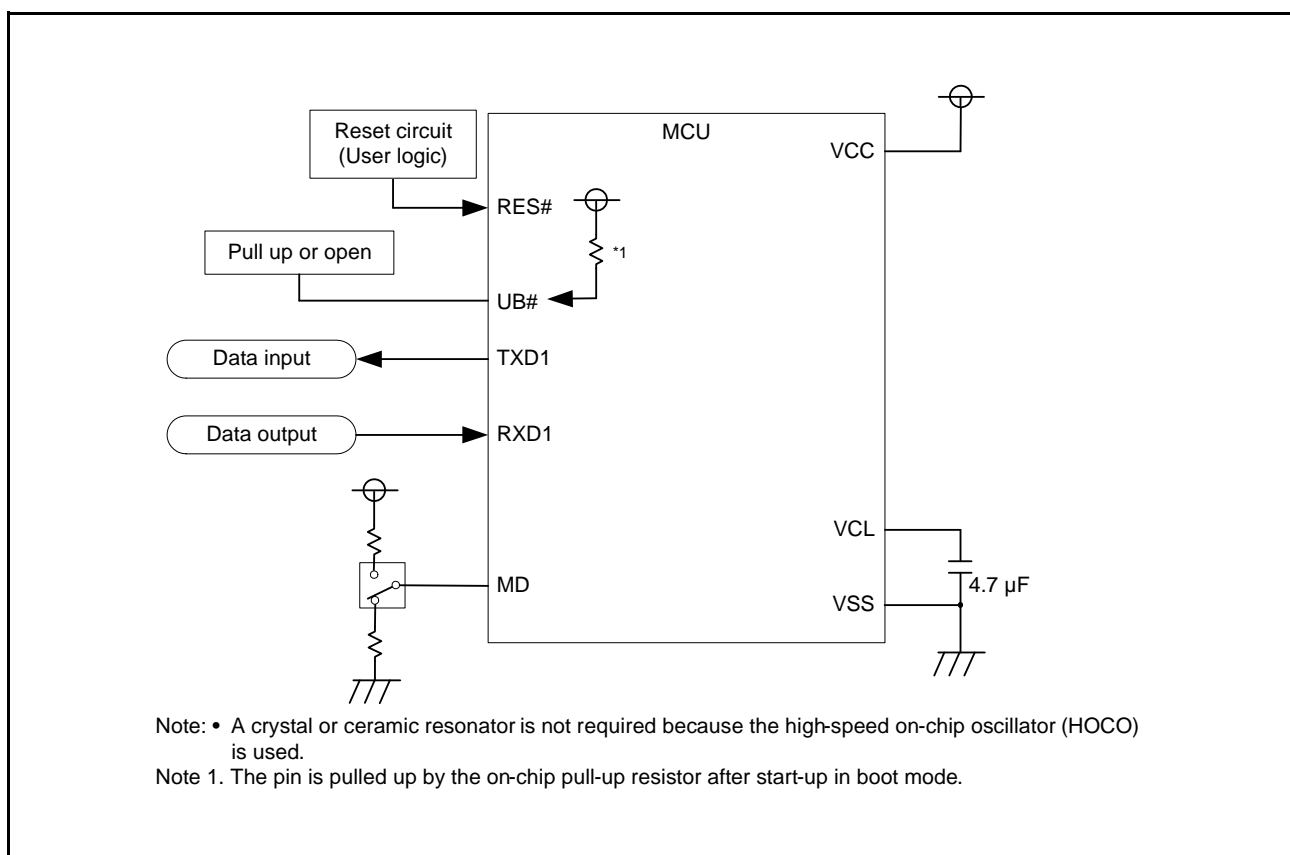 Reset circuit
(User logic)
MCU
VCC
RES#
*1
Pull up or open
UB#
Data input
TXD1
Data output
RXD1
VCL
MD
4.7 µF
VSS
Note: • A crystal or ceramic resonator is not required because the high-speed on-chip oscillator (HOCO)
is used.
Note 1. The pin is pulled up by the on-chip pull-up resistor after start-up in boot mode.